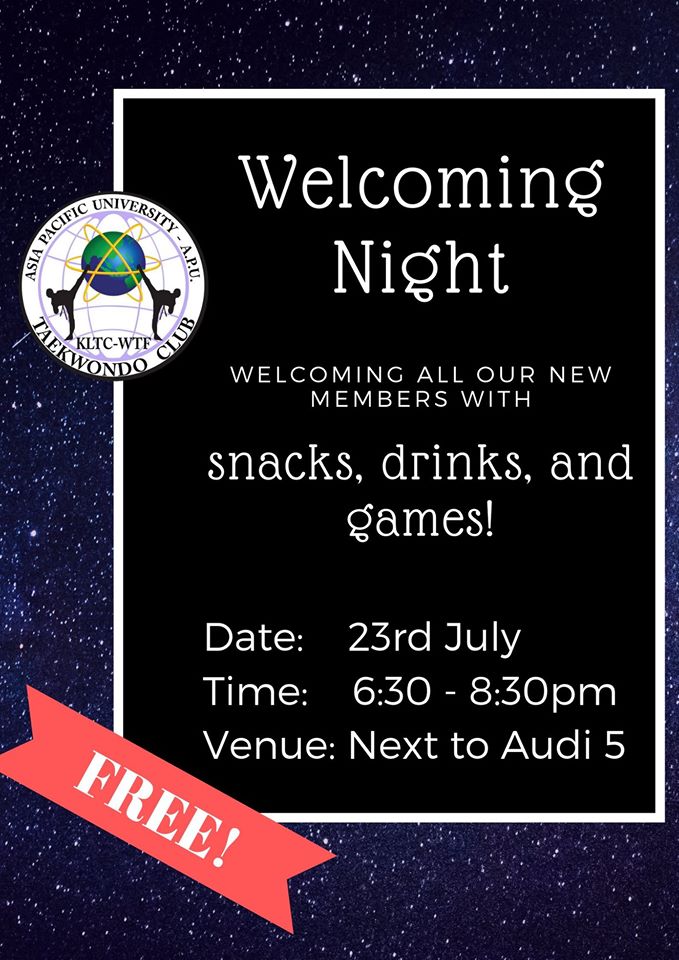 Welcoming
Night
ASIA PACIFIC UNIVERSITY - A.P.U.
KLTC-WTF
TAEKWONDO CLUB
WELCOMING ALL OUR NEW
MEMBERS WITH
snacks, drinks, and
games!
Date: 23rd July
Time: 6:30 - 8:30pm
Venue: Next to Audi 5
FREE!